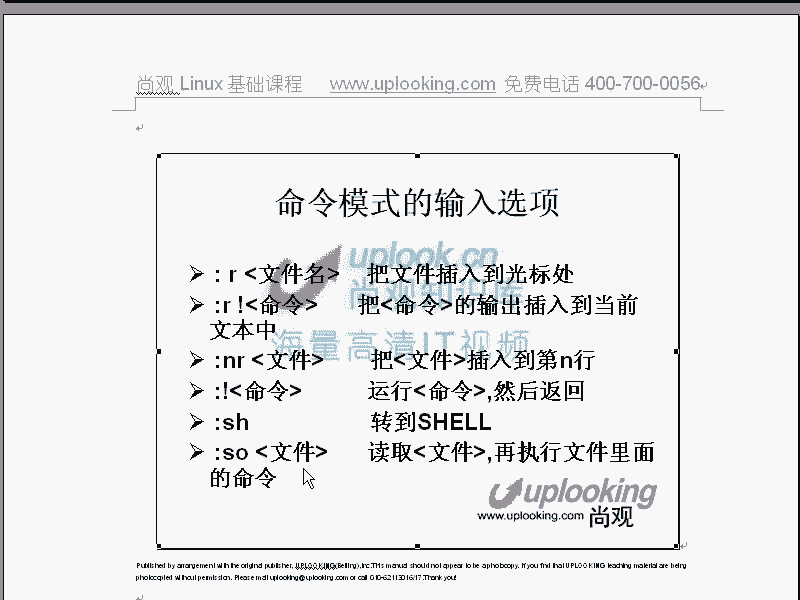 尚观 Linux 基础课程 www.uplooking.com 免费电话 400-700-0056
命令模式的输入选项
uplook.cn
尚观知识库
海量高清IT视频
➢ : r <文件名> 把文件插入到光标处
➢ :r !<命令> 把<命令>的输出插入到当前
文本中
➢ :nr <文件> 把<文件>插入到第n行
➢ :!<命令> 运行<命令>,然后返回
➢ :sh 转到SHELL
➢ :so <文件> 读取<文件>,再执行文件里面
的命令
uplooking
www.uplooking.com 尚观
Published by arrangement with the original publisher, UPLOOKING(Beijing),Inc.This manual should not appear to be a photocopy. If you find that UPLOOKING teaching material are being
photocopied without permission. Please mail uplooking@uplooking.com or call 010-62113016/17.Thank you!